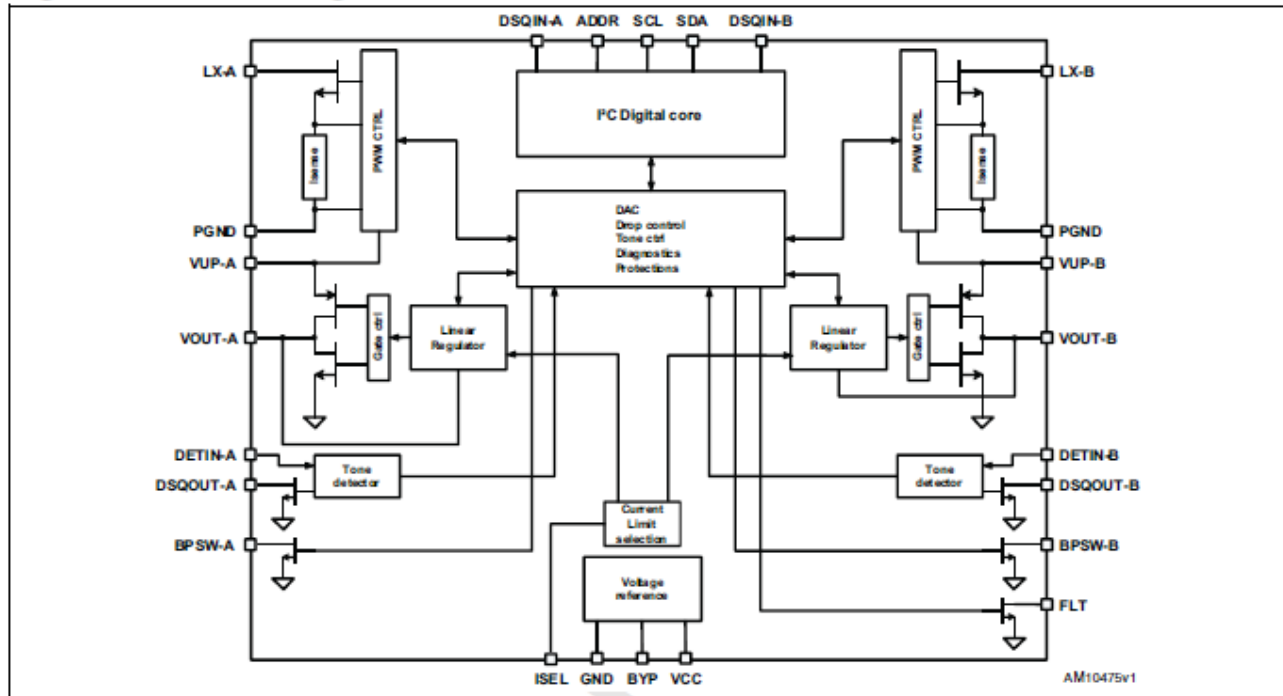 DSQIN-A ADDR SCL SDA DSQIN-B
LX-A
LX-B
I²C Digital core
PWM CTRL
PWM CTRL
Isense
Isense
DAC
Drop control
Tone ctrl
Diagnostics
Protections
PGND
PGND
VUP-A
VUP-B
VOUT-A
Gate ctrl
Linear
Regulator
Linear
Regulator
Gate ctrl
VOUT-B
DETIN-A
Tone
detector
DSQOUT-A
DETIN-B
Tone
detector
DSQOUT-B
Current
Limit
selection
BPSW-A
BPSW-B
Voltage
reference
FLT
ISEL GND BYP VCC
AM10475v1